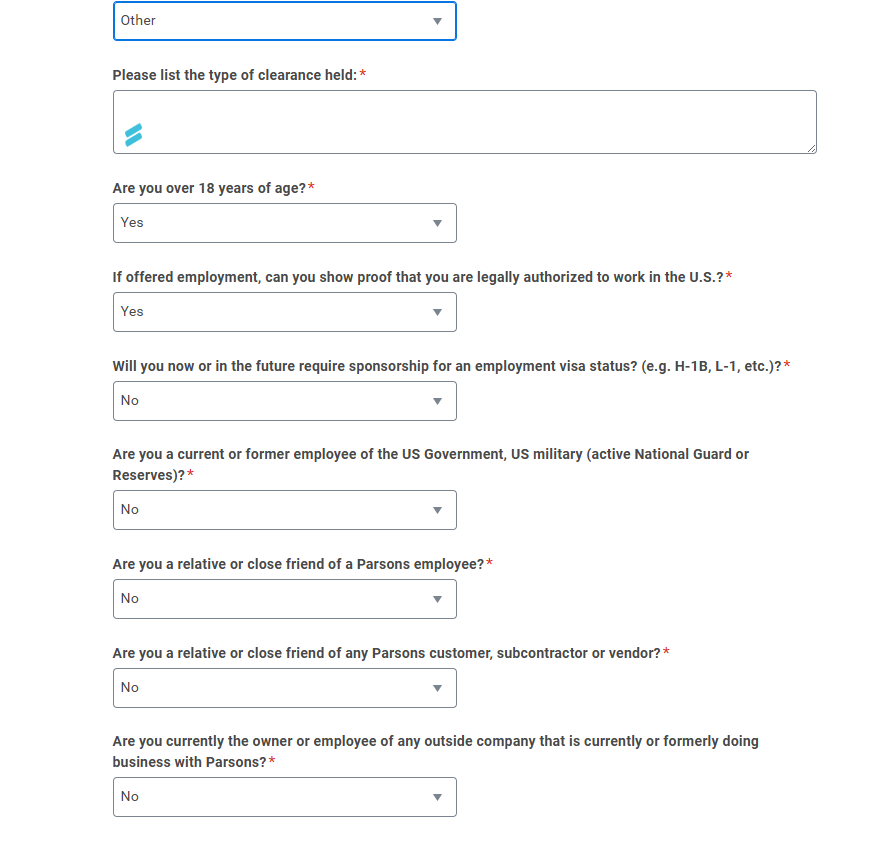 Other
Please list the type of clearance held:*
Are you over 18 years of age?*
Yes
If offered employment, can you show proof that you are legally authorized to work in the U.S.?*
Yes
Will you now or in the future require sponsorship for an employment visa status? (e.g. H-1B, L-1, etc.)?*
No
Are you a current or former employee of the US Government, US military (active National Guard or
Reserves)?*
No
Are you a relative or close friend of a Parsons employee?*
No
Are you a relative or close friend of any Parsons customer, subcontractor or vendor?*
No
Are you currently the owner or employee of any outside company that is currently or formerly doing
business with Parsons?*
No